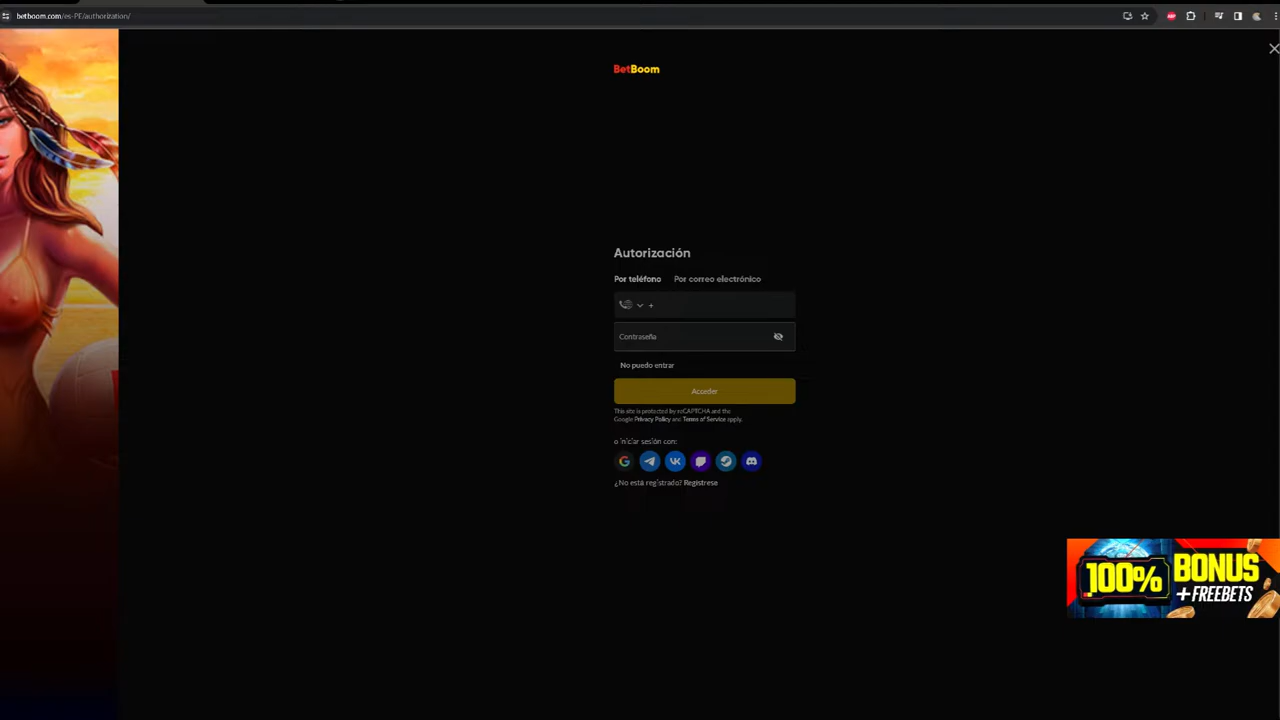 betboom.com/es-PE/authorization/
BetBoom
Autorización
Por teléfono Por correo electrónico
+
Contraseña
No puedo entrar
Acceder
This site is protected by reCAPTCHA and the
Google Privacy Policy and Terms of Service apply.
o iniciar sesión con:
¿No está registrado? Regístrese
100% BONUS
+ FREEBETS